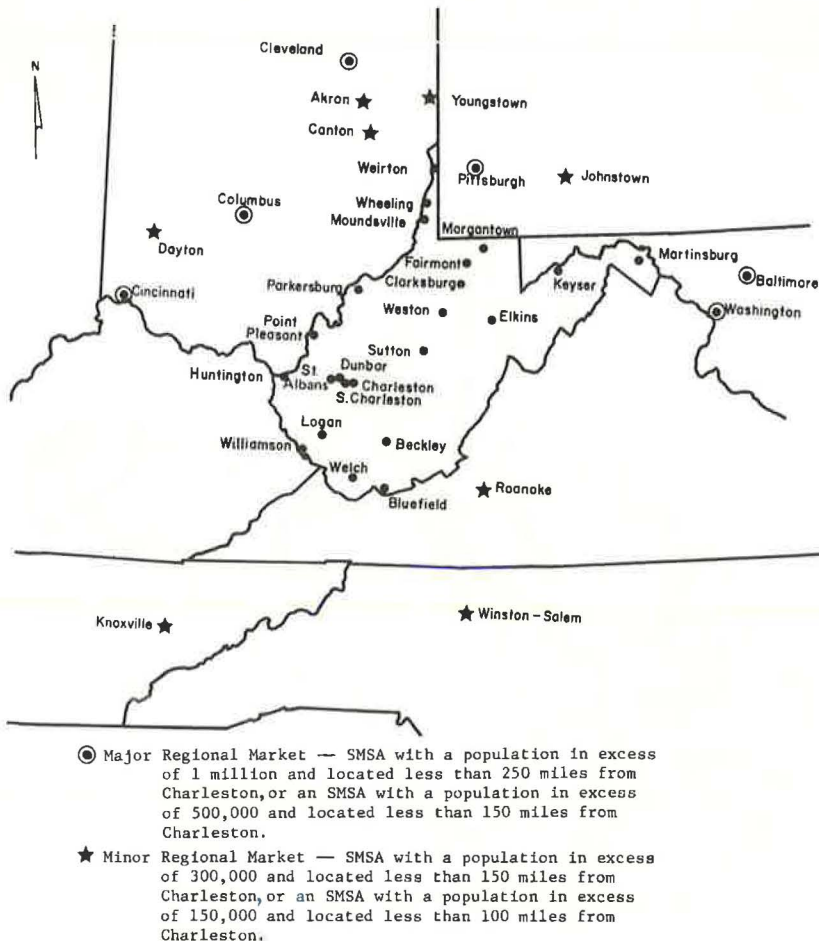 N
Cleveland
Akron
Youngstown
Canton
Weirton
Pittsburgh
Johnstown
Columbus
Wheeling
Moundsville
Dayton
Morgantown
Fairmont
Martinsburg
Cincinnati
Parkersburg
Clarksburg
Keyser
Baltimore
Weston
Elkins
Washington
Point
Pleasant
Sutton
Huntington
St.
Albans
Dunbar
Charleston
S. Charleston
Logan
Williamson
Beckley
Welch
Bluefield
Roanoke
Knoxville
Winston-Salem
Major Regional Market — SMSA with a population in excess
of 1 million and located less than 250 miles from
Charleston, or an SMSA with a population in excess
of 500,000 and located less than 150 miles from
Charleston.
Minor Regional Market — SMSA with a population in excess
of 300,000 and located less than 150 miles from
Charleston, or an SMSA with a population in excess
of 150,000 and located less than 100 miles from
Charleston.